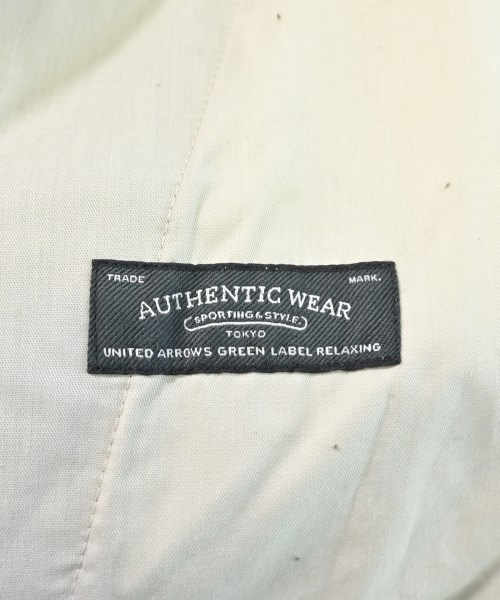 TRADE MARK.
AUTHENTIC WEAR
SPORTING & STYLE.
TOKYO
UNITED ARROWS GREEN LABEL RELAXING